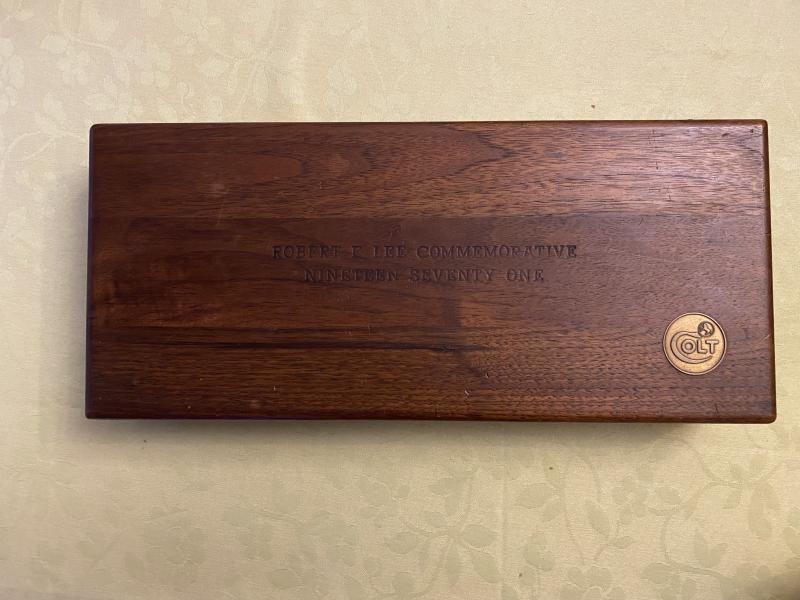 ROBERT E LEE COMMEMORATIVE
NINETEEN SEVENTY ONE
COLT